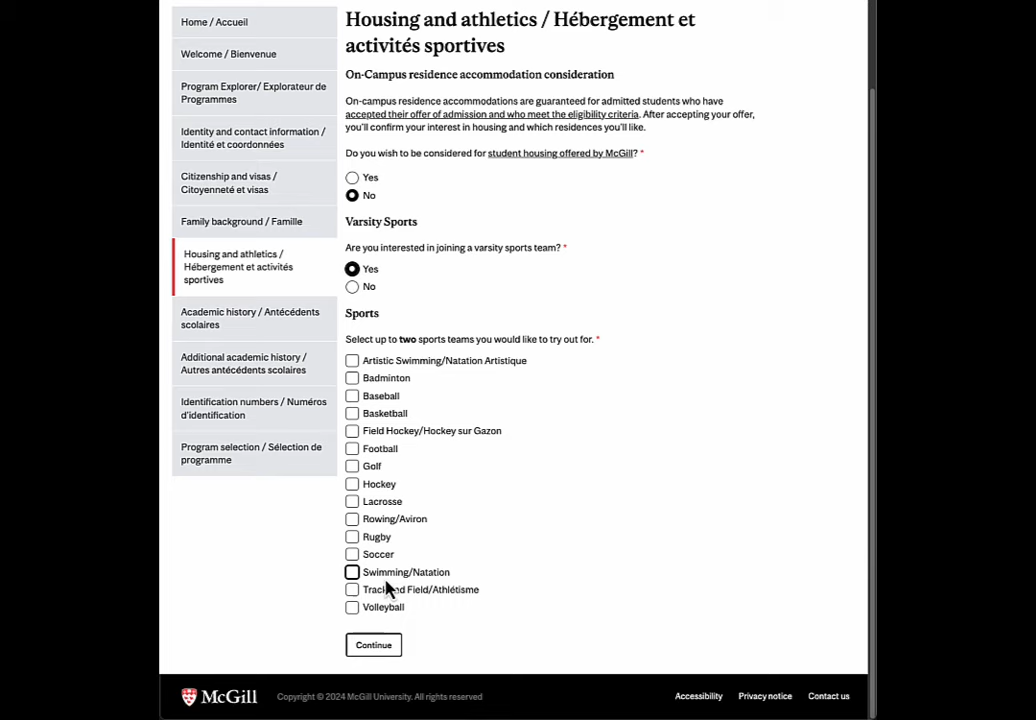 Home / Accueil
Welcome / Bienvenue
Program Explorer/ Explorateur de
Programmes
Identity and contact information /
Identité et coordonnées
Citizenship and visas /
Citoyenneté et visas
Family background / Famille
Housing and athletics /
Hébergement et activités
sportives
Academic history / Antécédents
scolaires
Additional academic history /
Autres antécédents scolaires
Identification numbers / Numéros
d'identification
Program selection / Sélection de
programme
Housing and athletics / Hébergement et
activités sportives
On-Campus residence accommodation consideration
On-campus residence accommodations are guaranteed for admitted students who have
accepted their offer of admission and who meet the eligibility criteria. After accepting your offer,
you'll confirm your interest in housing and which residences you'll like.
Do you wish to be considered for student housing offered by McGill? *
Yes
No
Varsity Sports
Are you interested in joining a varsity sports team? *
Yes
No
Sports
Select up to two sports teams you would like to try out for. *
Artistic Swimming/Natation Artistique
Badminton
Baseball
Basketball
Field Hockey/Hockey sur Gazon
Football
Golf
Hockey
Lacrosse
Rowing/Aviron
Rugby
Soccer
Swimming/Natation
Track and Field/Athlétisme
Volleyball
Continue
McGill
Copyright © 2024 McGill University. All rights reserved
Accessibility
Privacy notice
Contact us